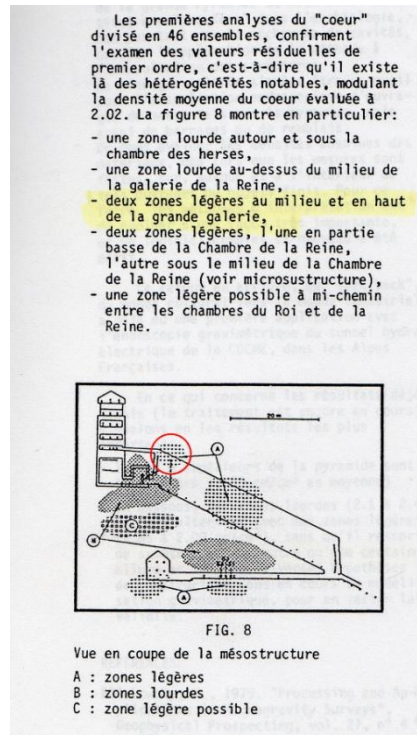 Les premières analyses du "coeur"
divisé en 46 ensembles, confirment
l'examen des valeurs résiduelles de
premier ordre, c'est-à-dire qu'il existe
là des hétérogénéïtés notables, modulant
la densité moyenne du coeur évaluée à
2.02. La figure 8 montre en particulier:
- une zone lourde autour et sous la
chambre des herses,
- une zone lourde au-dessus du milieu de
la galerie de la Reine,
- deux zones légères au milieu et en haut
de la grande galerie,
- deux zones légères, l'une en partie
basse de la Chambre de la Reine,
l'autre sous le milieu de la Chambre
de la Reine (voir microsustructure),
- une zone légère possible à mi-chemin
entre les chambres du Roi et de la
Reine.
20 m
A
C
B
A
FIG. 8
Vue en coupe de la mésostructure
A : zones légères
B : zones lourdes
C : zone légère possible